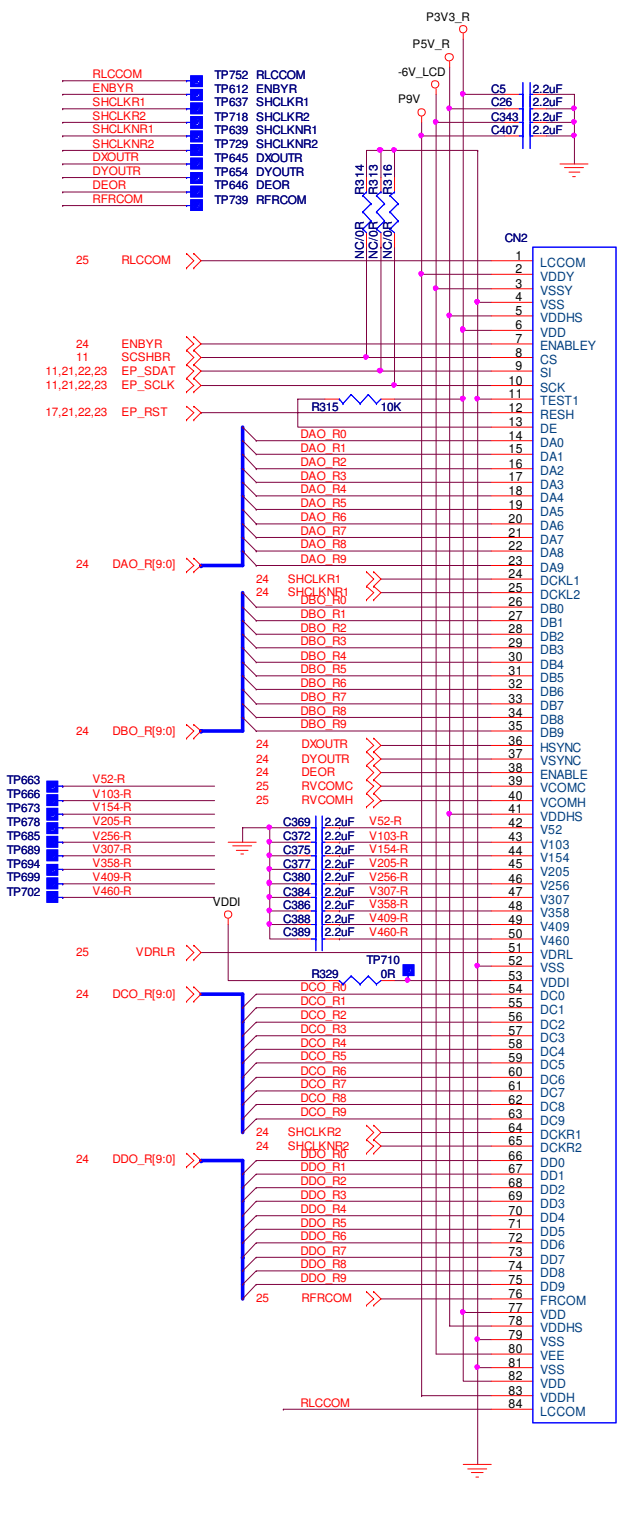 P3V3_R
P5V_R
-6V_LCD
P9V
RLCCOM TP752 RLCCOM
ENBYR TP612 ENBYR
SHCLKR1 TP637 SHCLKR1
SHCLKR2 TP718 SHCLKR2
SHCLKNR1 TP639 SHCLKNR1
SHCLKNR2 TP729 SHCLKNR2
DXOUTR TP645 DXOUTR
DYOUTR TP654 DYOUTR
DEOR TP646 DEOR
RFRCOM TP739 RFRCOM
C5 2.2uF
C26 2.2uF
C343 2.2uF
C407 2.2uF
R314 R313 R316
NC/0R NC/0R NC/0R
CN2
25 RLCCOM 1 LCCOM
2 VDDY
3 VSSY
4 VSS
5 VDDHS
6 VDD
24 ENBYR 7 ENABLEY
11 SCSHBR 8 CS
11,21,22,23 EP_SDAT 9 SI
11,21,22,23 EP_SCLK 10 SCK
R315 10K 11 TEST1
17,21,22,23 EP_RST 12 RESH
13 DE
DAO_R0 14 DA0
DAO_R1 15 DA1
DAO_R2 16 DA2
DAO_R3 17 DA3
DAO_R4 18 DA4
DAO_R5 19 DA5
DAO_R6 20 DA6
DAO_R7 21 DA7
DAO_R8 22 DA8
24 DAO_R[9:0] DAO_R9 23 DA9
24 SHCLKR1 24 DCKL1
24 SHCLKNR1 25 DCKL2
DBO_R0 26 DB0
DBO_R1 27 DB1
DBO_R2 28 DB2
DBO_R3 29 DB3
DBO_R4 30 DB4
DBO_R5 31 DB5
DBO_R6 32 DB6
DBO_R7 33 DB7
DBO_R8 34 DB8
24 DBO_R[9:0] DBO_R9 35 DB9
24 DXOUTR 36 HSYNC
24 DYOUTR 37 VSYNC
24 DEOR 38 ENABLE
25 RVCOMC 39 VCOMC
25 RVCOMH 40 VCOMH
41 VDDHS
TP663 V52-R
TP666 V103-R
TP673 V154-R
TP678 V205-R
TP685 V256-R
TP689 V307-R
TP694 V358-R
TP699 V409-R
TP702 V460-R
C369 2.2uF V52-R 42 V52
C372 2.2uF V103-R 43 V103
C375 2.2uF V154-R 44 V154
C377 2.2uF V205-R 45 V205
C380 2.2uF V256-R 46 V256
C384 2.2uF V307-R 47 V307
C386 2.2uF V358-R 48 V358
C388 2.2uF V409-R 49 V409
C389 2.2uF V460-R 50 V460
VDDI
25 VDRLR 51 VDRL
TP710 52 VSS
R329 0R 53 VDDI
24 DCO_R[9:0] DCO_R0 54 DC0
DCO_R1 55 DC1
DCO_R2 56 DC2
DCO_R3 57 DC3
DCO_R4 58 DC4
DCO_R5 59 DC5
DCO_R6 60 DC6
DCO_R7 61 DC7
DCO_R8 62 DC8
DCO_R9 63 DC9
24 SHCLKR2 64 DCKR1
24 SHCLKNR2 65 DCKR2
24 DDO_R[9:0] DDO_R0 66 DD0
DDO_R1 67 DD1
DDO_R2 68 DD2
DDO_R3 69 DD3
DDO_R4 70 DD4
DDO_R5 71 DD5
DDO_R6 72 DD6
DDO_R7 73 DD7
DDO_R8 74 DD8
DDO_R9 75 DD9
25 RFRCOM 76 FRCOM
77 VDD
78 VDDHS
79 VSS
80 VEE
81 VSS
82 VDD
83 VDDH
RLCCOM 84 LCCOM